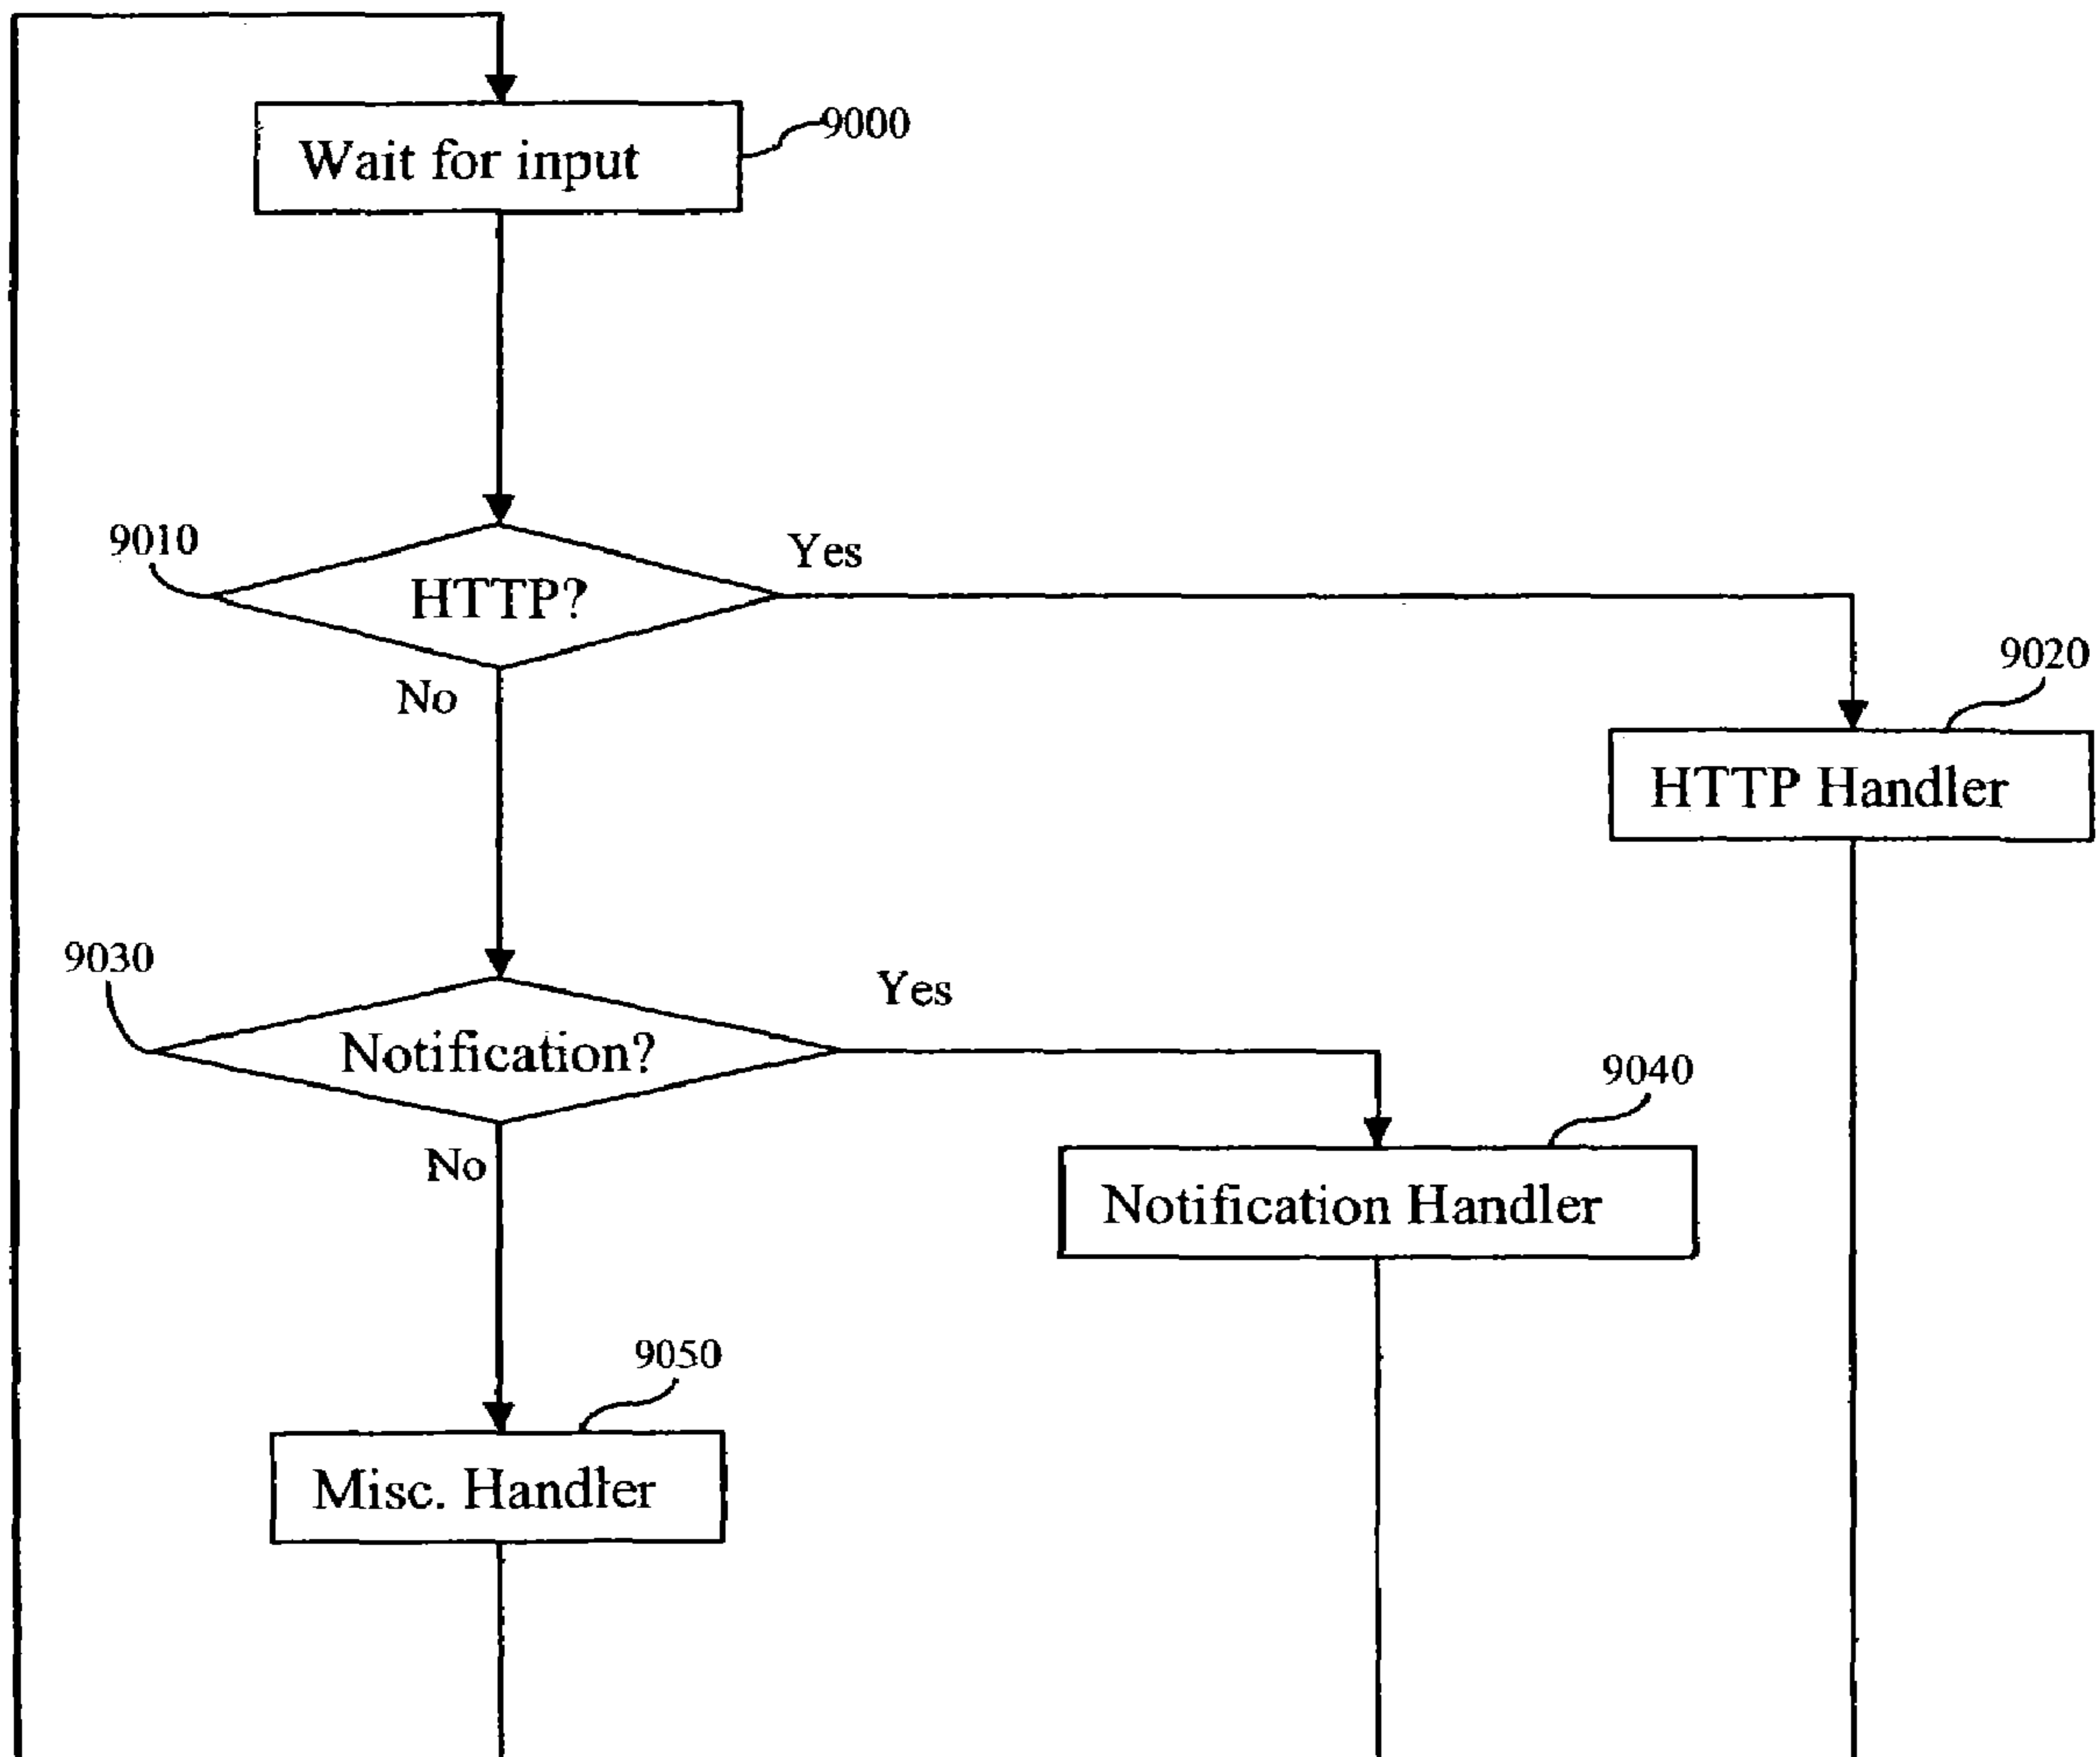 9000
Wait for input
9010
Yes
HTTP?
9020
No
HTTP Handler
9030
Yes
Notification?
9040
No
Notification Handler
9050
Misc. Handler